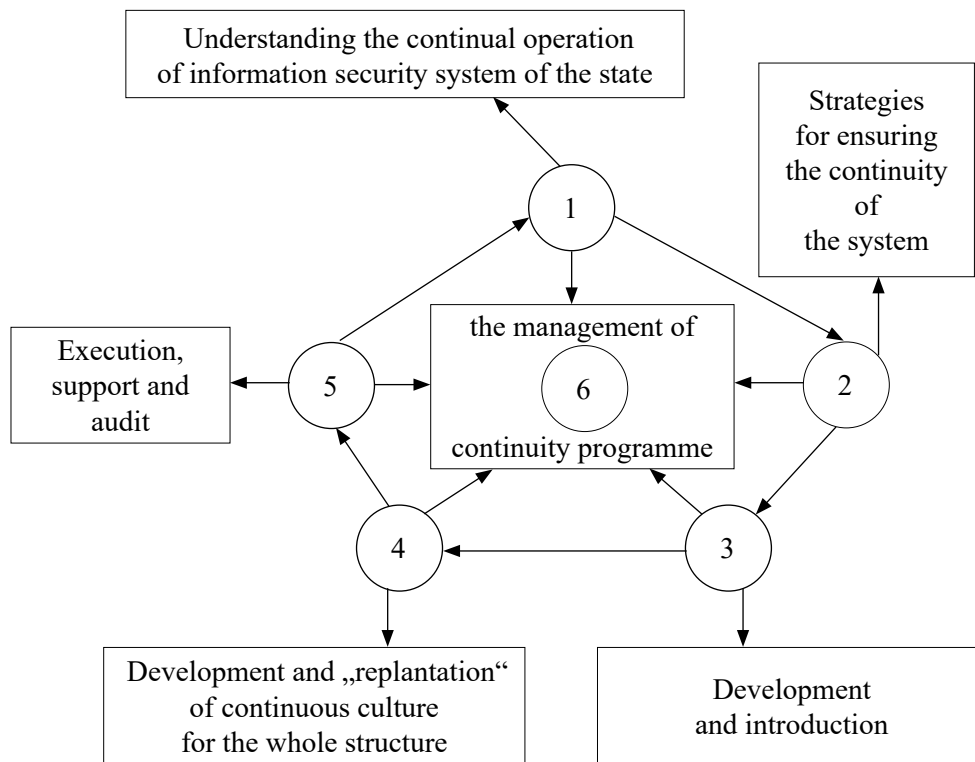 Understanding the continual operation
of information security system of the state
Strategies
for ensuring
the continuity
of
the system
1
the management of
Execution,
support and
audit
5
6
2
continuity programme
4
3
Development and „replantation“
of continuous culture
for the whole structure
Development
and introduction